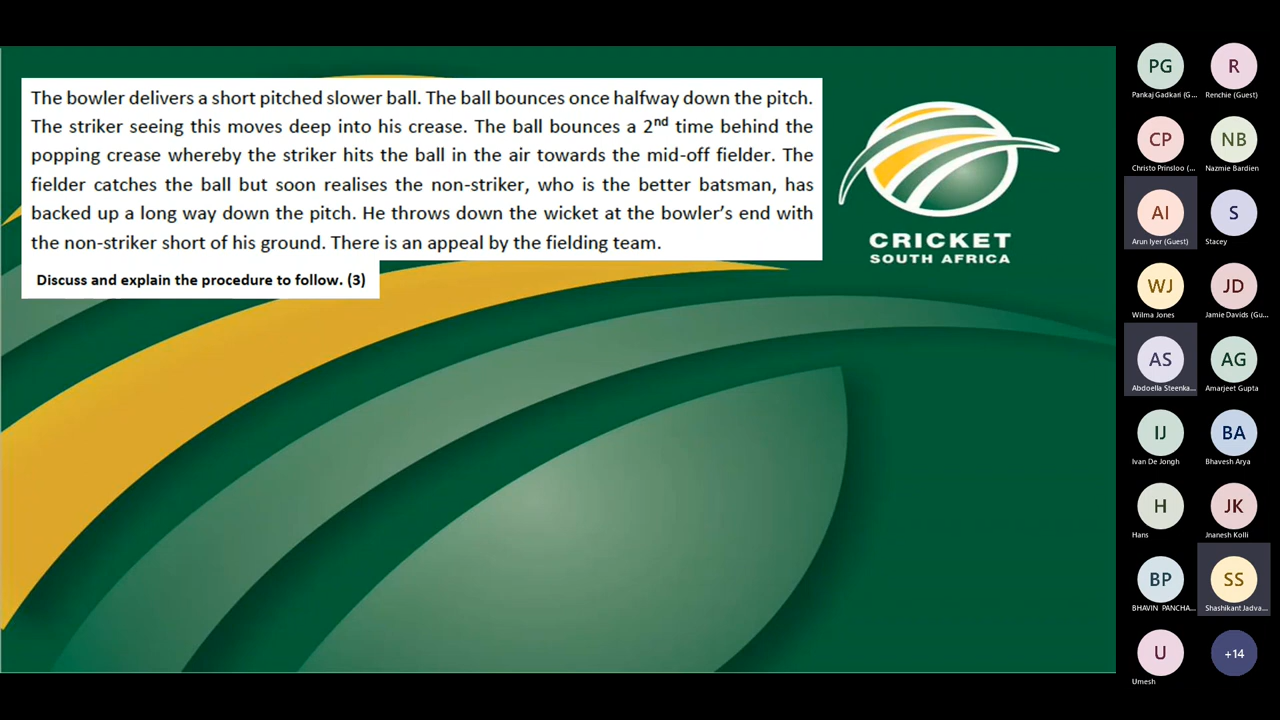 The bowler delivers a short pitched slower ball. The ball bounces once halfway down the pitch.
The striker seeing this moves deep into his crease. The ball bounces a 2nd time behind the
popping crease whereby the striker hits the ball in the air towards the mid-off fielder. The
fielder catches the ball but soon realises the non-striker, who is the better batsman, has
backed up a long way down the pitch. He throws down the wicket at the bowler's end with
the non-striker short of his ground. There is an appeal by the fielding team.
Discuss and explain the procedure to follow. (3)
CRICKET
SOUTH AFRICA
PG
Pankaj Gadkari (G...
R
Renchie (Guest)
CP
Christo Prinsloo (...
NB
Nazmie Bardien
AI
Arun Iyer (Guest)
S
Stacey
WJ
Wilma Jones
JD
Jamie Davids (Gu...
AS
Abdoella Steenka...
AG
Amarjeet Gupta
IJ
Ivan De Jongh
BA
Bhavesh Arya
H
Hans
JK
Jnanesh Kolli
BP
BHAVIN PANCHA...
SS
Shashikant Jadva...
U
Umesh
+14